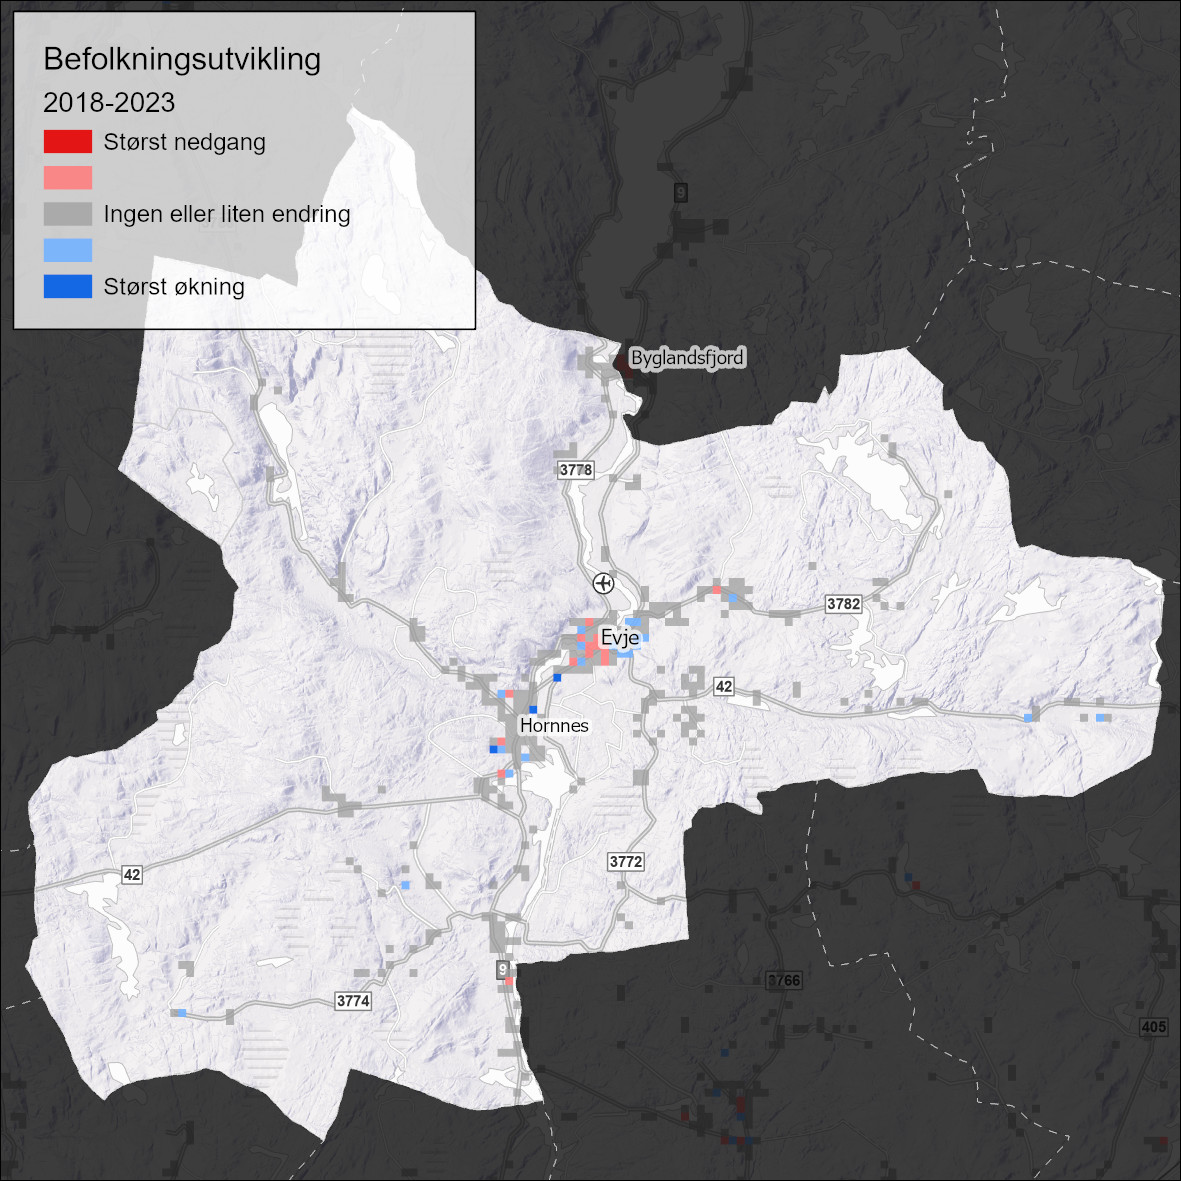 Befolkningsutvikling
2018-2023
Størst nedgang
Ingen eller liten endring
Størst økning
9
Byglandsfjord
3778
3782
Evje
42
Hornnes
3772
42
9
3774
3766
405